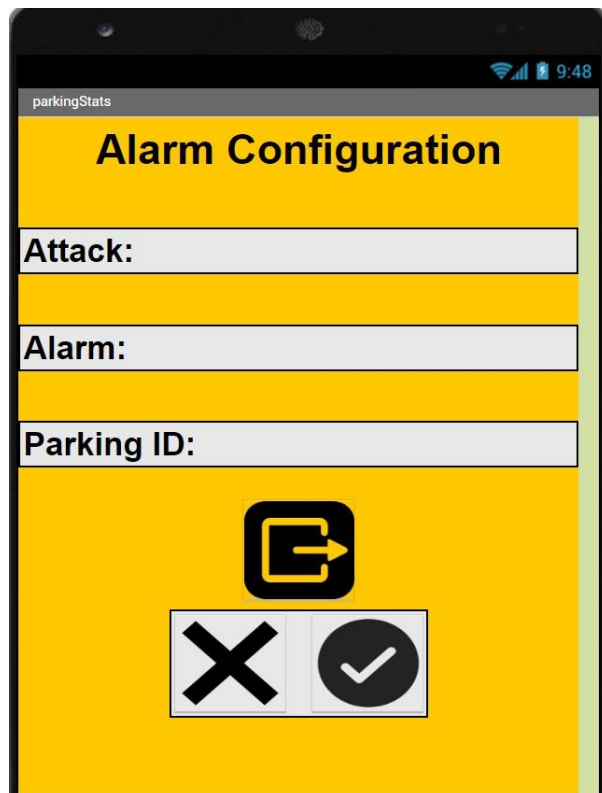 9:48
parkingStats
Alarm Configuration
Attack:
Alarm:
Parking ID: